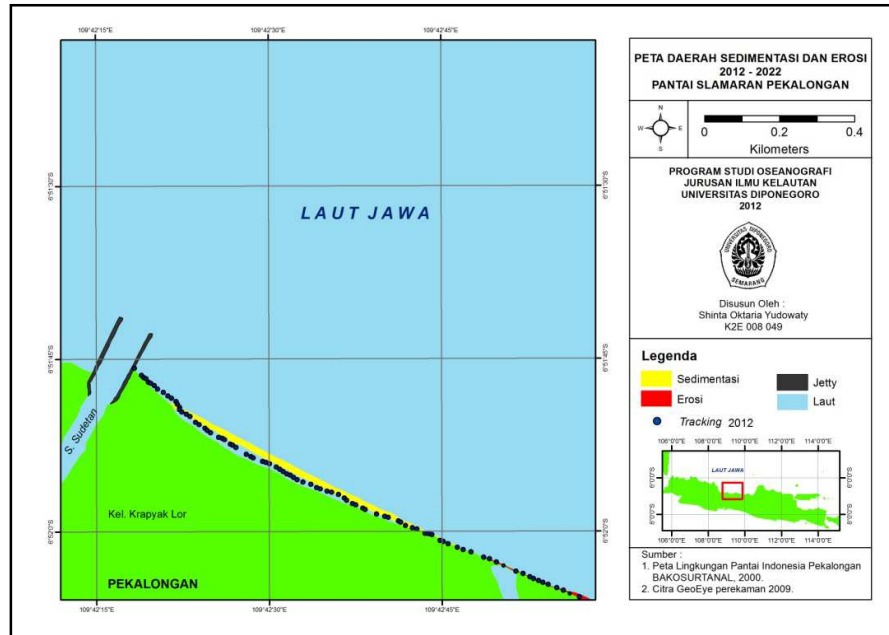 109°42'15"E
109°42'30"E
109°42'45"E
6°51'30"S
6°51'30"S
LAUT JAWA
6°51'45"S
6°51'45"S
S. Sudetan
Kel. Krapyak Lor
6°52'0"S
6°52'0"S
PEKALONGAN
109°42'15"E
109°42'30"E
109°42'45"E
PETA DAERAH SEDIMENTASI DAN EROSI
2012 - 2022
PANTAI SLAMARAN PEKALONGAN
N
W
E
S
0
0.2
0.4
Kilometers
PROGRAM STUDI OSEANOGRAFI
JURUSAN ILMU KELAUTAN
UNIVERSITAS DIPONEGORO
2012
UNIVERSITAS DIPONEGORO
SEMARANG
Disusun Oleh :
Shinta Oktaria Yudowaty
K2E 008 049
Legenda
Sedimentasi
Jetty
Erosi
Laut
Tracking 2012
106°0'0"E 108°0'0"E 110°0'0"E 112°0'0"E 114°0'0"E
LAUT JAWA
6°0'0"S
6°0'0"S
8°0'0"S
8°0'0"S
106°0'0"E 108°0'0"E 110°0'0"E 112°0'0"E 114°0'0"E
Sumber :
1. Peta Lingkungan Pantai Indonesia Pekalongan
BAKOSURTANAL, 2000.
2. Citra GeoEye perekaman 2009.